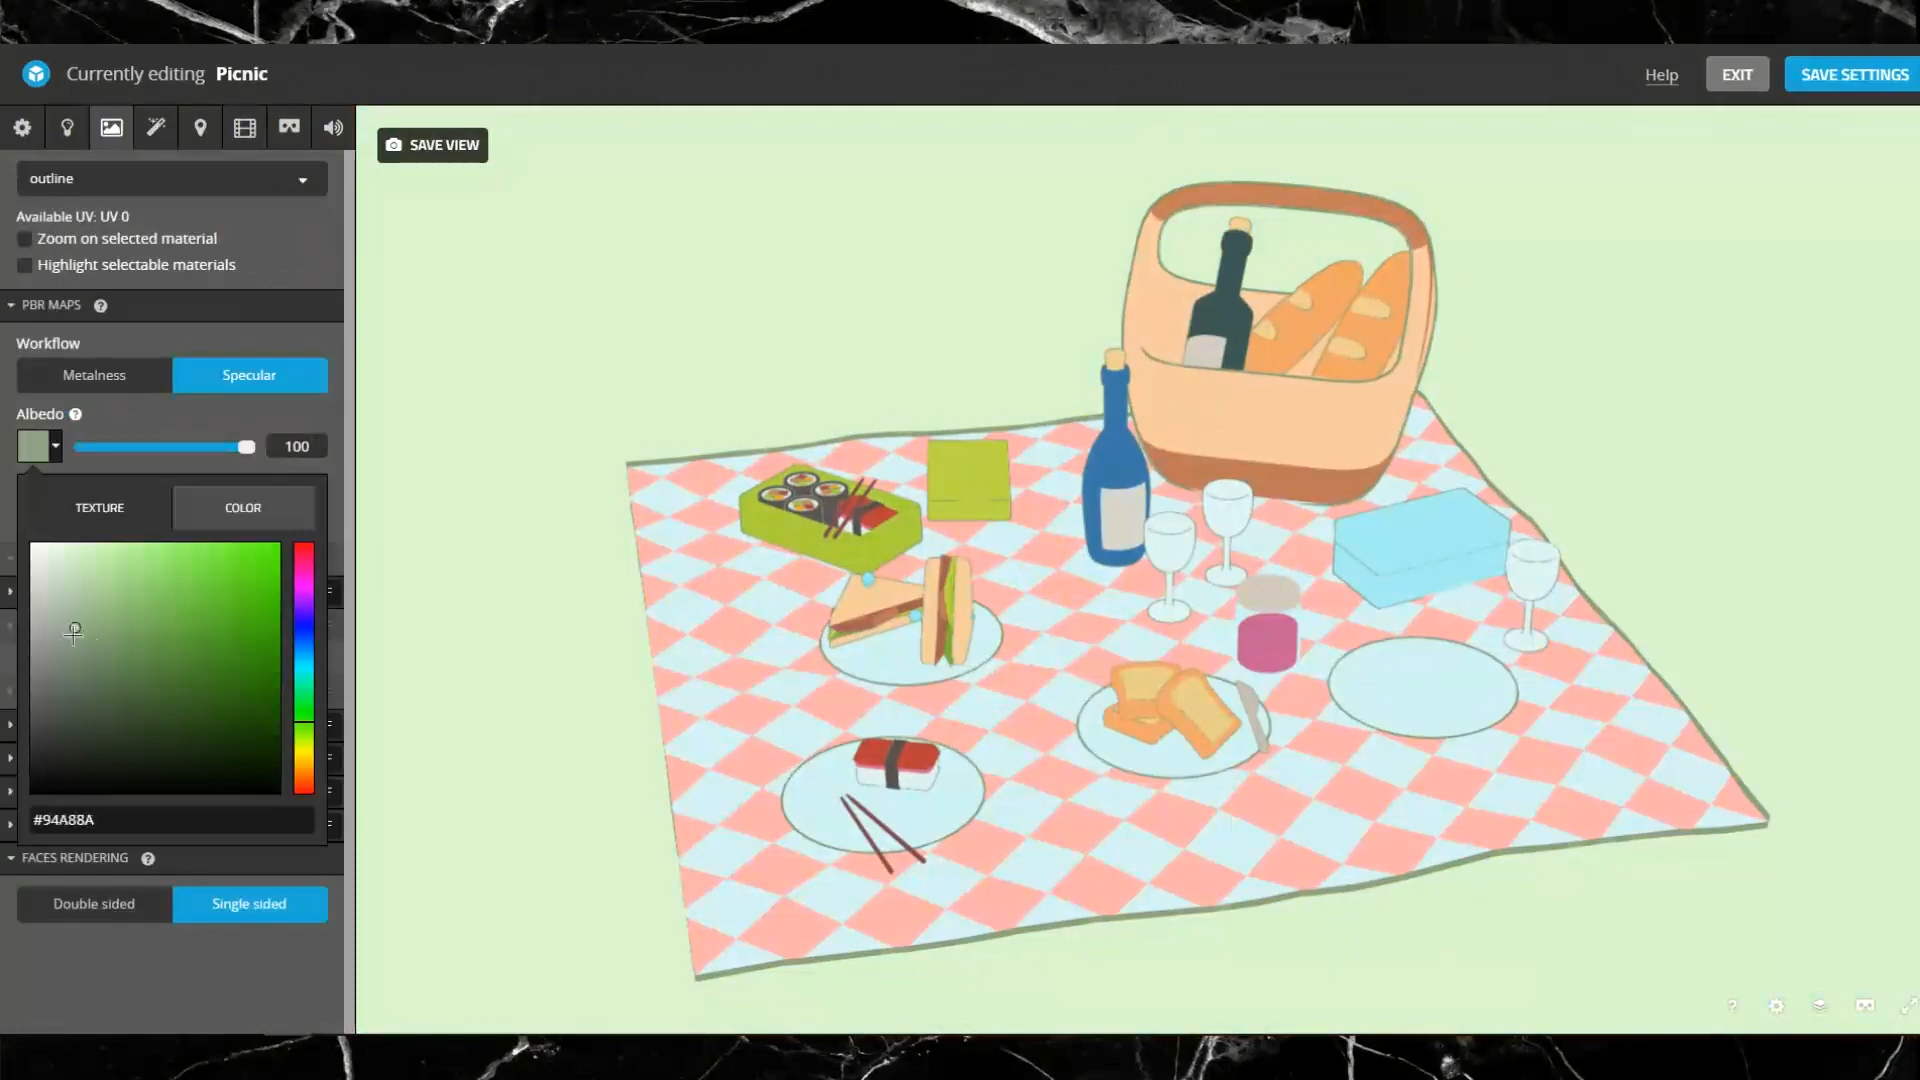 Currently editing Picnic
Help
EXIT
SAVE SETTINGS
SAVE VIEW
outline
Available UV: UV 0
Zoom on selected material
Highlight selectable materials
PBR MAPS ?
Workflow
Metalness
Specular
Albedo ?
100
TEXTURE
COLOR
#94A88A
FACES RENDERING ?
Double sided
Single sided
?